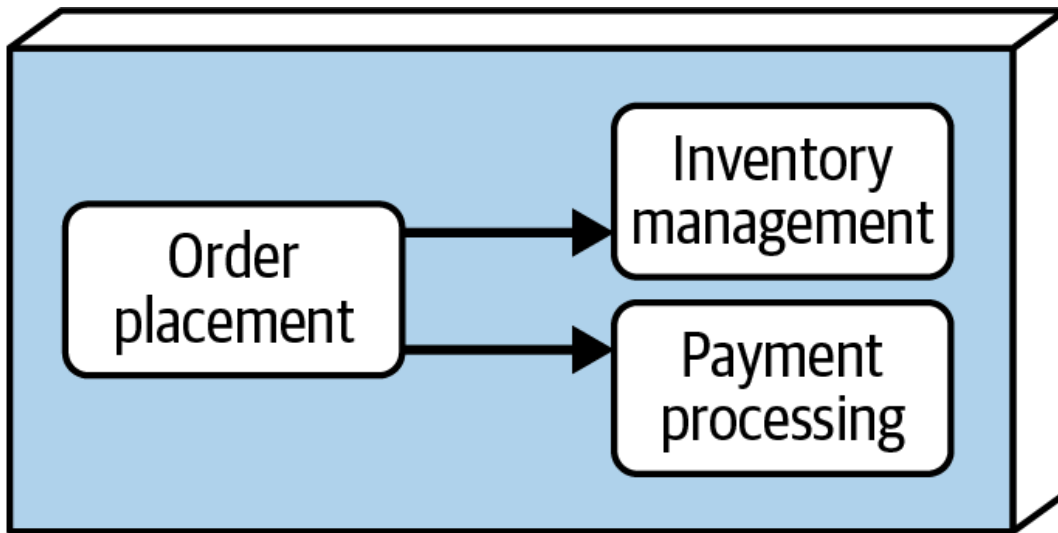 Order
placement
Inventory
management
Payment
processing